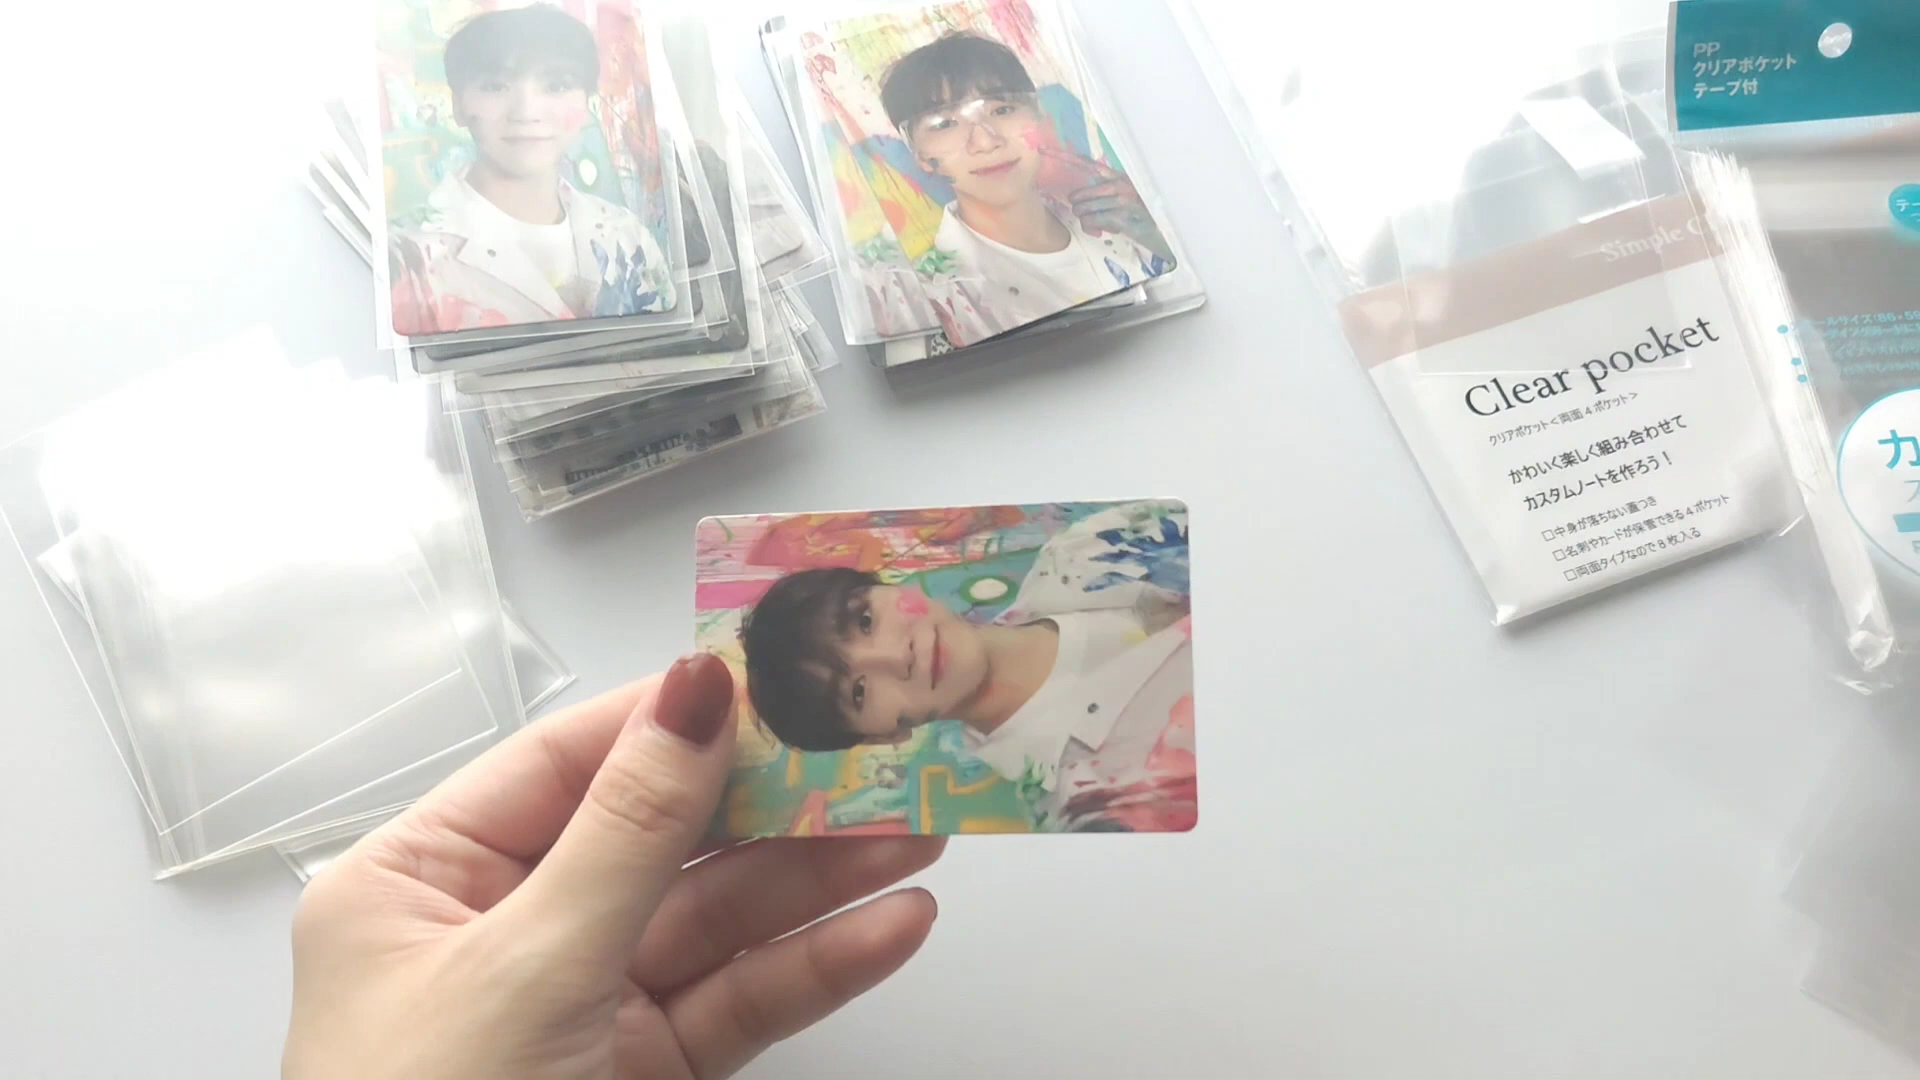 PP
クリアポケット
テープ付
Simple C
Clear pocket
クリアポケット<両面4ポケット>
かわいく楽しく組み合わせて
カスタムノートを作ろう！
□中身が落ちない蓋つき
□名刺やカードが保管できる4ポケット
□両面タイプなので8枚入る
テー
カ